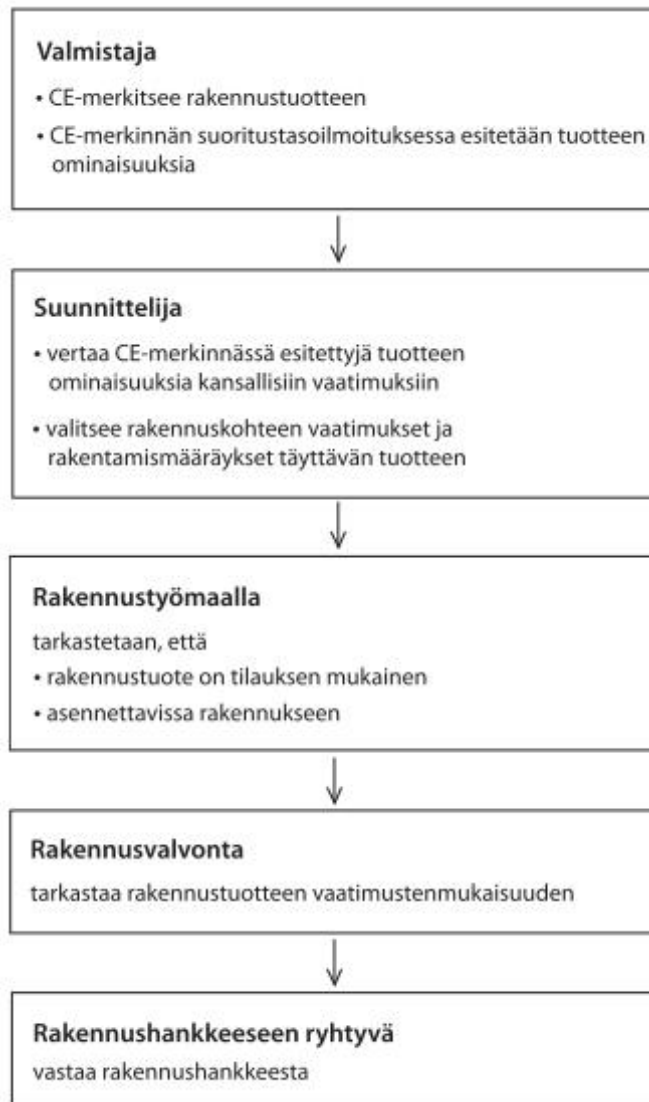 Valmistaja
• CE-merkitsee rakennustuotteen
• CE-merkinnän suoritustasoilmoituksessa esitetään tuotteen
ominaisuuksia
Suunnittelija
• vertaa CE-merkinnässä esitettyjä tuotteen
ominaisuuksia kansallisiin vaatimuksiin
• valitsee rakennuskohteen vaatimukset ja
rakentamismääräykset täyttävän tuotteen
Rakennustyömaalla
tarkastetaan, että
• rakennustuote on tilauksen mukainen
• asennettavissa rakennukseen
Rakennusvalvonta
tarkastaa rakennustuotteen vaatimustenmukaisuuden
Rakennushankkeeseen ryhtyvä
vastaa rakennushankkeesta